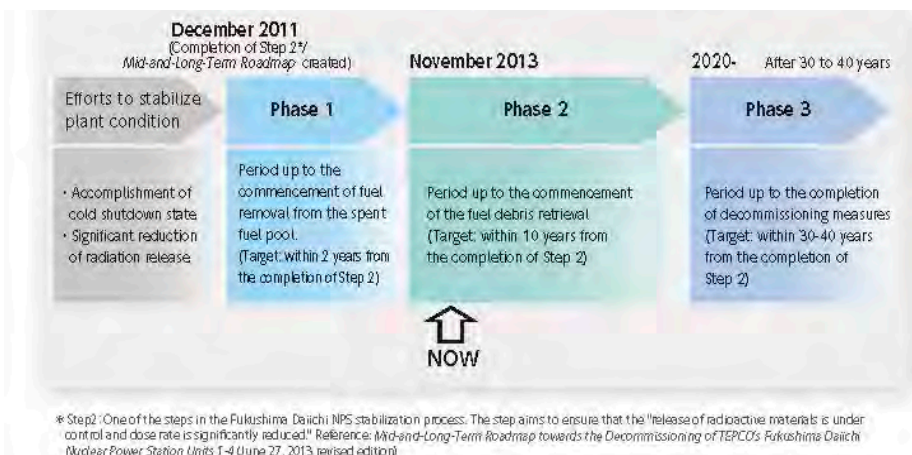 December 2011
(Completion of Step 2*/
Mid-and-Long-Term Roadmap created)
November 2013
2020-
After 30 to 40 years
Efforts to stabilize
plant condition
Phase 1
Phase 2
Phase 3
・Accomplishment of
cold shutdown state
・Significant reduction
of radiation release
Period up to the
commencement of fuel
removal from the spent
fuel pool.
(Target: within 2 years from
the completion of Step 2)
Period up to the commencement
of the fuel debris retrieval
(Target: within 10 years from
the completion of Step 2)
Period up to the completion
of decommissioning measures
(Target: within 30-40 years
from the completion of
Step 2)
NOW
* Step2: One of the steps in the Fukushima Daiichi NPS stabilization process. The step aims to ensure that the "release of radioactive materials is under
control and dose rate is significantly reduced." Reference: Mid-and-Long-Term Roadmap towards the Decommissioning of TEPCO's Fukushima Daiichi
Nuclear Power Station Units 1-4 (June 27, 2013 revised edition)